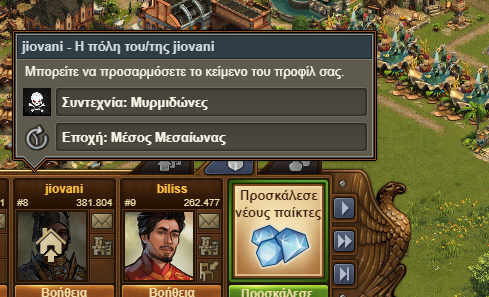 jiovani - Η πόλη του/της jiovani
Μπορείτε να προσαρμόσετε το κείμενο του προφίλ σας.
Συντεχνία: Μυρμιδώνες
Εποχή: Μέσος Μεσαίωνας
jiovani
#8 381.804
Βοήθεια
biliss
#9 262.477
Βοήθεια
Προσκάλεσε
νέους παίκτες
Προσκάλεσε